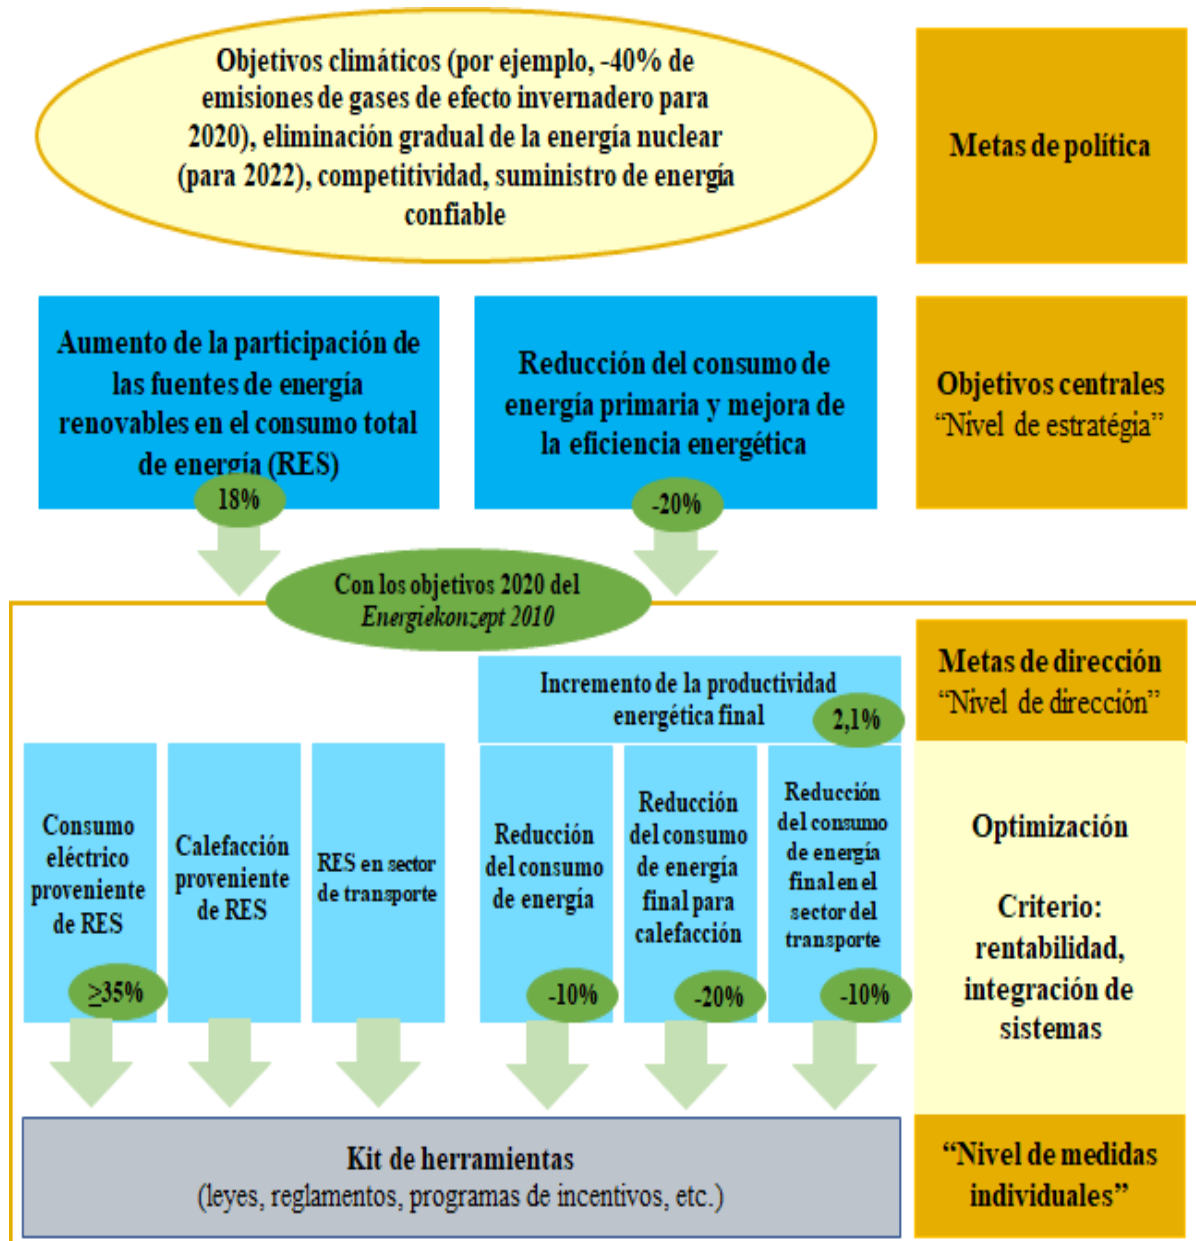 Objetivos climáticos (por ejemplo, -40% de
emisiones de gases de efecto invernadero para
2020), eliminación gradual de la energía nuclear
(para 2022), competitividad, suministro de energía
confiable
Metas de política
Aumento de la participación de
las fuentes de energía
renovables en el consumo total
de energía (RES)
18%
Reducción del consumo de
energía primaria y mejora de
la eficiencia energética
-20%
Objetivos centrales
“Nivel de estratégia”
Con los objetivos 2020 del
Energiekonzept 2010
Metas de dirección
“Nivel de dirección”
Incremento de la productividad
energética final
2,1%
Consumo
eléctrico
proveniente
de RES
≥35%
Calefacción
proveniente
de RES
RES en sector
de transporte
Reducción
del consumo
de energía
-10%
Reducción
del consumo
de energía
final para
calefacción
-20%
Reducción
del consumo
de energía
final en el
sector del
transporte
-10%
Optimización
Criterio:
rentabilidad,
integración de
sistemas
Kit de herramientas
(leyes, reglamentos, programas de incentivos, etc.)
“Nivel de medidas
individuales”